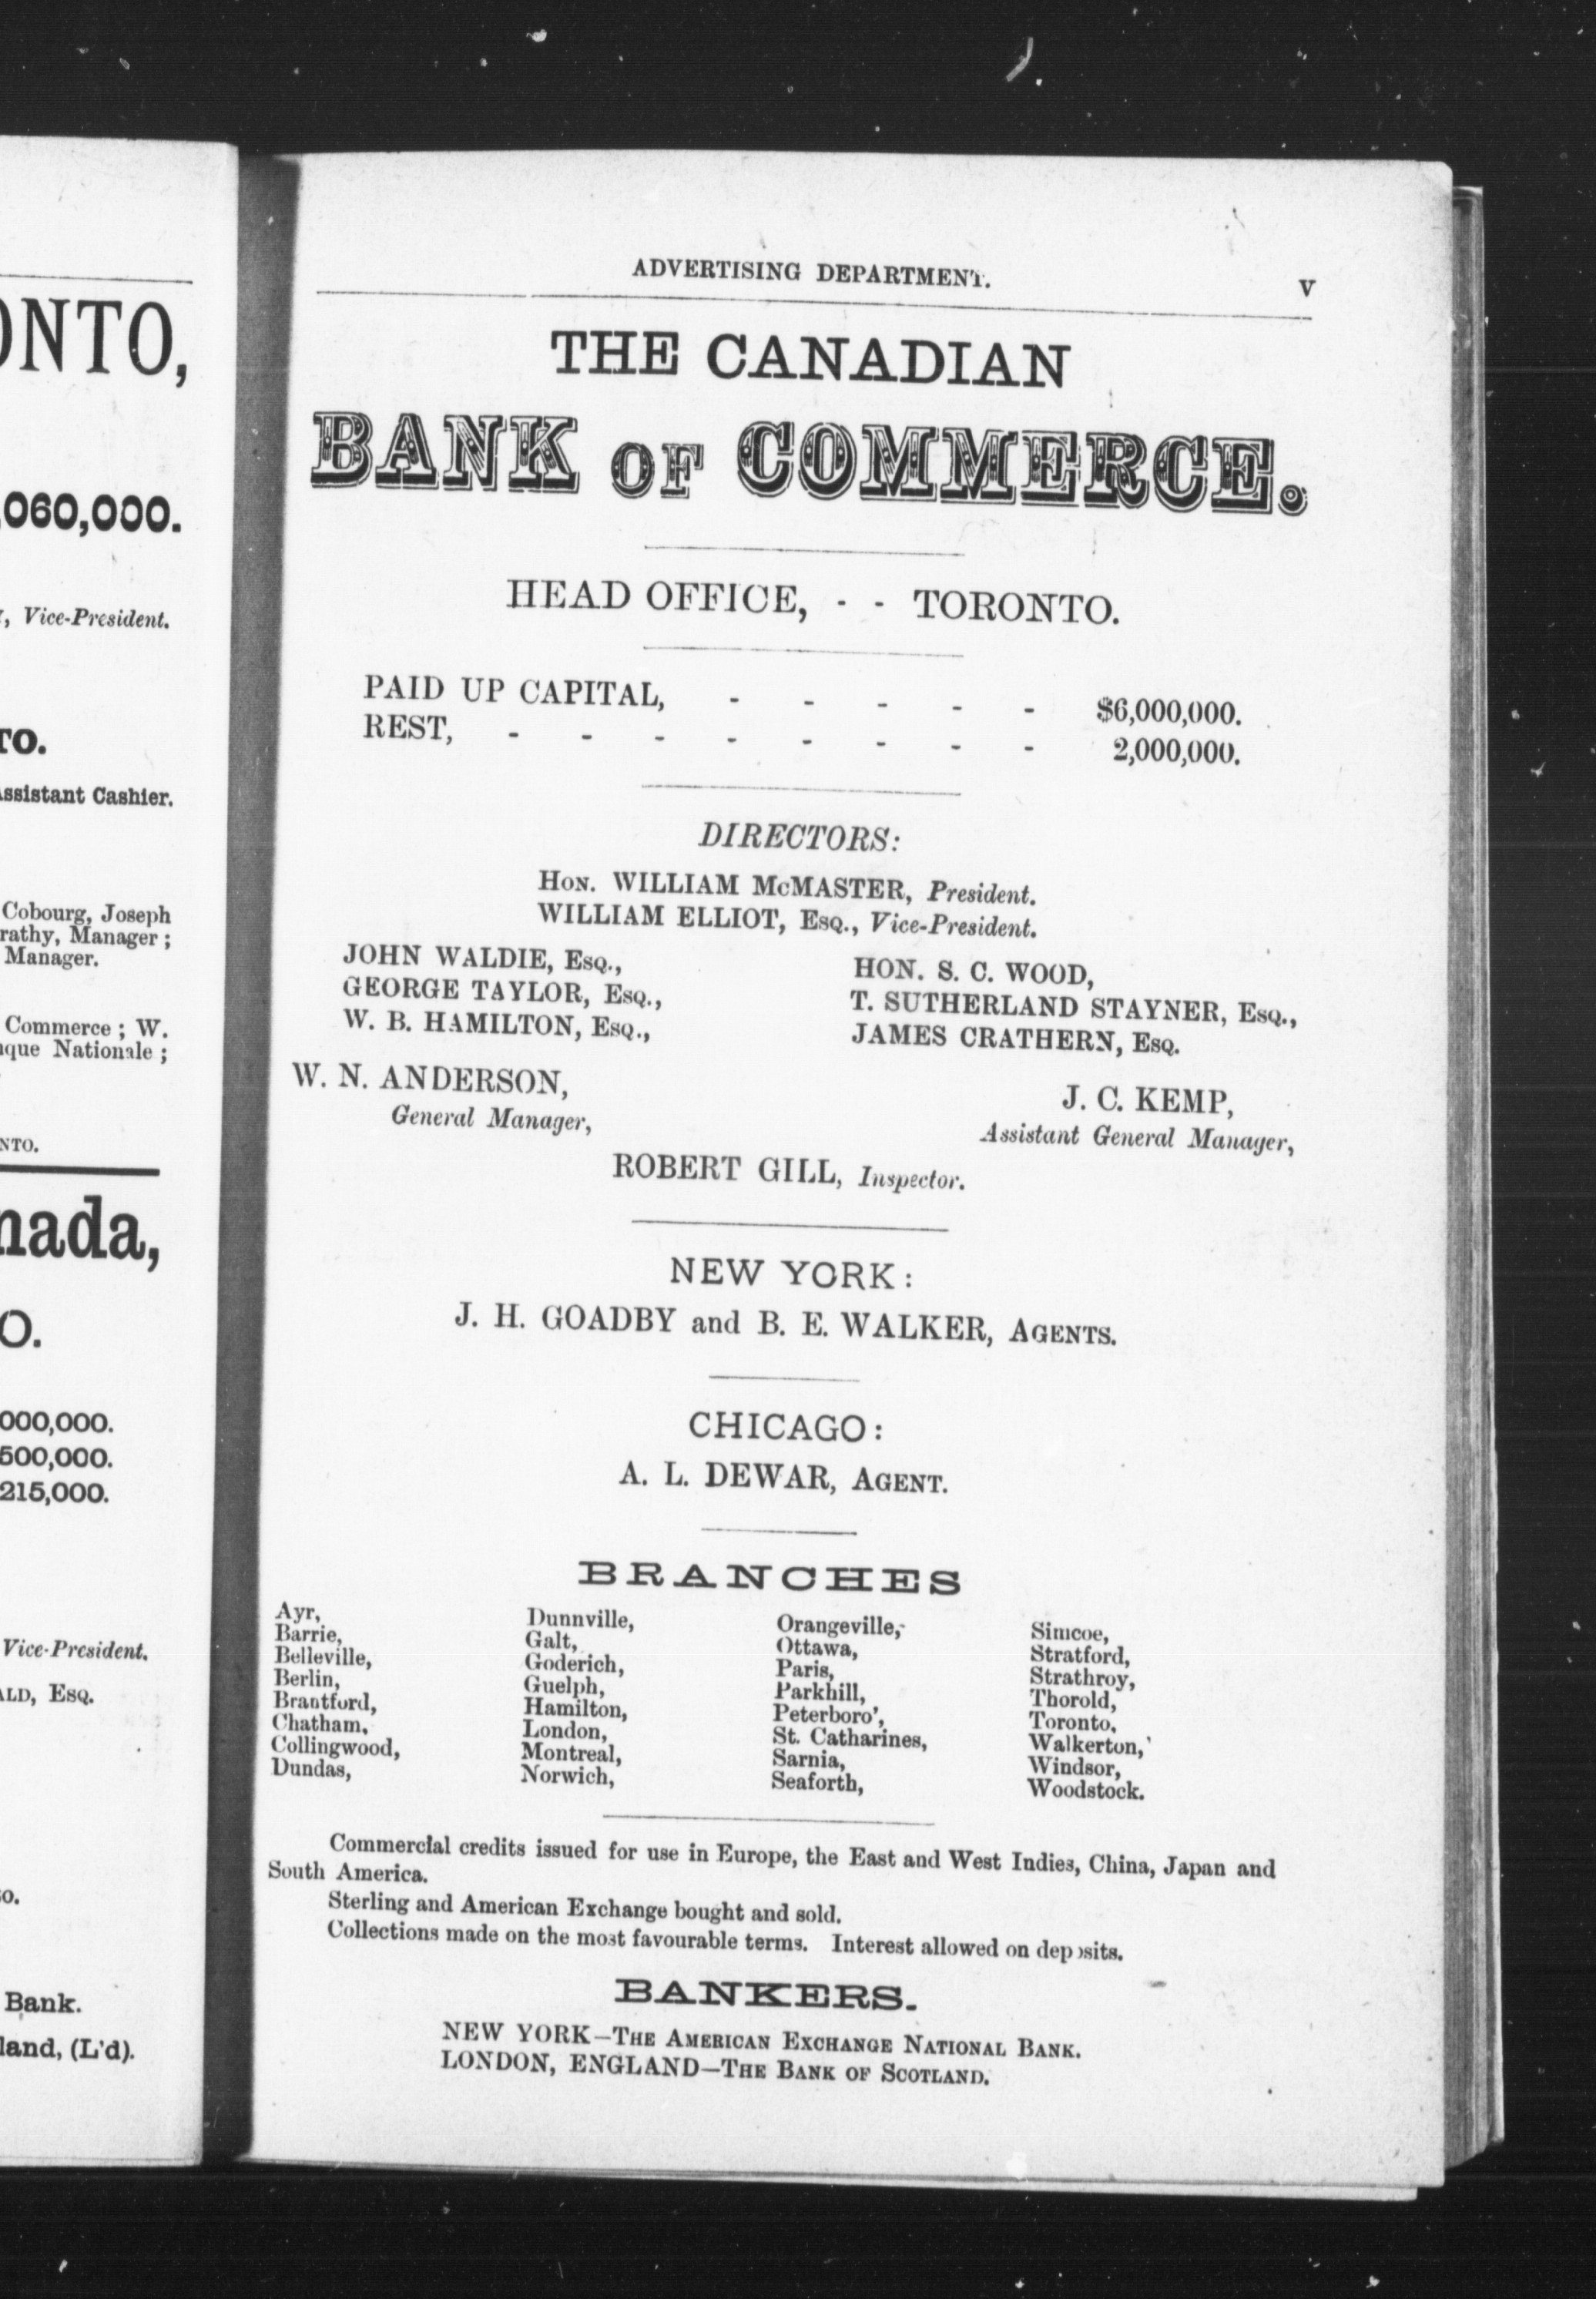 ONTO,
,060,000.
Vice-President.
TO.
Assistant Cashier.
Cobourg, Joseph
Manager ;
Manager.
Commerce ; W.
Nationale ;
NTO.
nada,
O.
000,000.
500,000.
215,000.
Vice-President.
ALD, ESQ.
Bank.
land, (L'd).
ADVERTISING DEPARTMENT. V
THE CANADIAN
BANK OF COMMERCE.
HEAD OFFICE, - - TORONTO.
PAID UP CAPITAL, - - - - - $6,000,000.
REST, - - - - - - - - 2,000,000.
DIRECTORS:
HON. WILLIAM McMASTER, President.
WILLIAM ELLIOT, ESQ., Vice-President.
JOHN WALDIE, ESQ., HON. S. C. WOOD,
GEORGE TAYLOR, ESQ., T. SUTHERLAND STAYNER, ESQ.,
W. B. HAMILTON, ESQ., JAMES CRATHERN, ESQ.
W. N. ANDERSON, J. C. KEMP,
General Manager, Assistant General Manager,
ROBERT GILL, Inspector.
NEW YORK:
J. H. GOADBY and B. E. WALKER, AGENTS.
CHICAGO:
A. L. DEWAR, AGENT.
BRANCHES
Ayr, Dunnville, Orangeville, Simcoe,
Barrie, Galt, Ottawa, Stratford,
Belleville, Goderich, Paris, Strathroy,
Berlin, Guelph, Parkhill, Thorold,
Brantford, Hamilton, Peterboro', Toronto,
Chatham, London, St. Catharines, Walkerton,
Collingwood, Montreal, Sarnia, Windsor,
Dundas, Norwich, Seaforth, Woodstock.
Commercial credits issued for use in Europe, the East and West Indies, China, Japan and
South America.
Sterling and American Exchange bought and sold.
Collections made on the most favourable terms. Interest allowed on deposits.
BANKERS.
NEW YORK—THE AMERICAN EXCHANGE NATIONAL BANK.
LONDON, ENGLAND—THE BANK OF SCOTLAND.